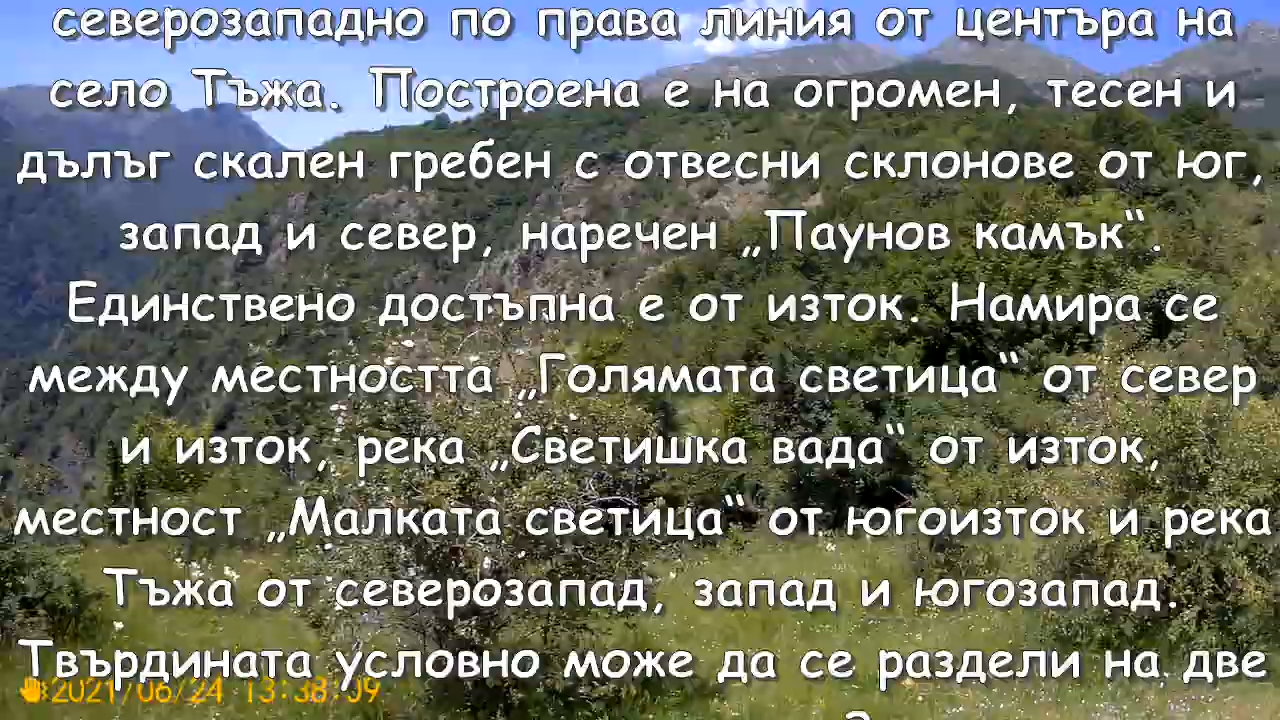 северозападно по права линия от центъра на
село Тъжа. Построена е на огромен, тесен и
дълъг скален гребен с отвесни склонове от юг,
запад и север, наречен „Паунов камък“.
Единствено достъпна е от изток. Намира се
между местността „Голямата светица“ от север
и изток, река „Светишка вада“ от изток,
местност „Малката светица“ от югоизток и река
Тъжа от северозапад, запад и югозапад.
Твърдината условно може да се раздели на две
2021/06/24 13:38:09